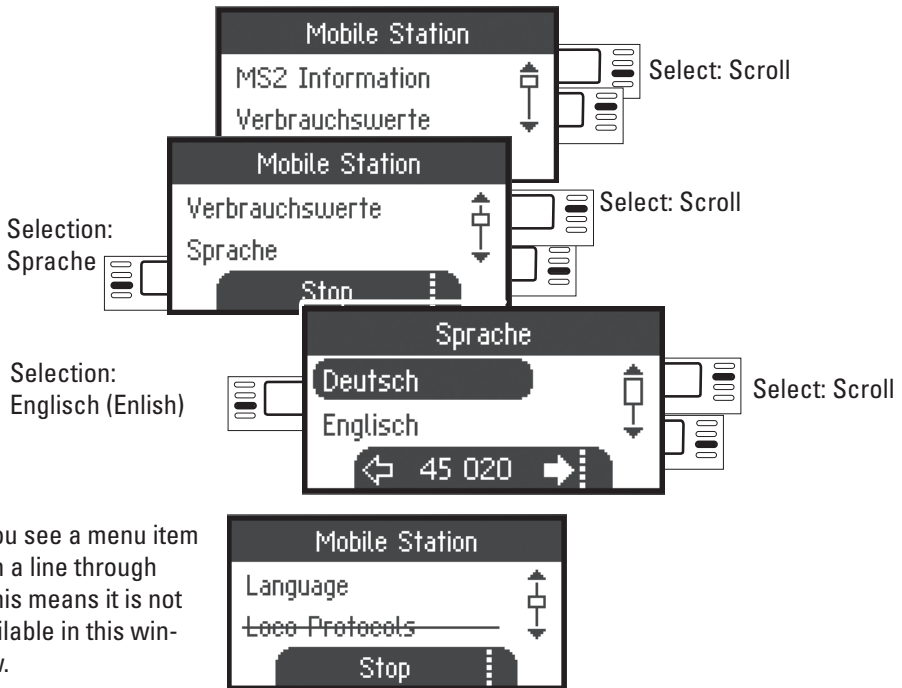 Mobile Station
MS2 Information
Verbrauchswerte
Select: Scroll
Mobile Station
Verbrauchswerte
Sprache
Stop
Select: Scroll
Selection:
Sprache
Sprache
Deutsch
Englisch
45 020
Select: Scroll
Selection:
Englisch (Enlish)
ou see a menu item
a line through
his means it is not
ilable in this win-
Mobile Station
Language
Loco Protocols
Stop